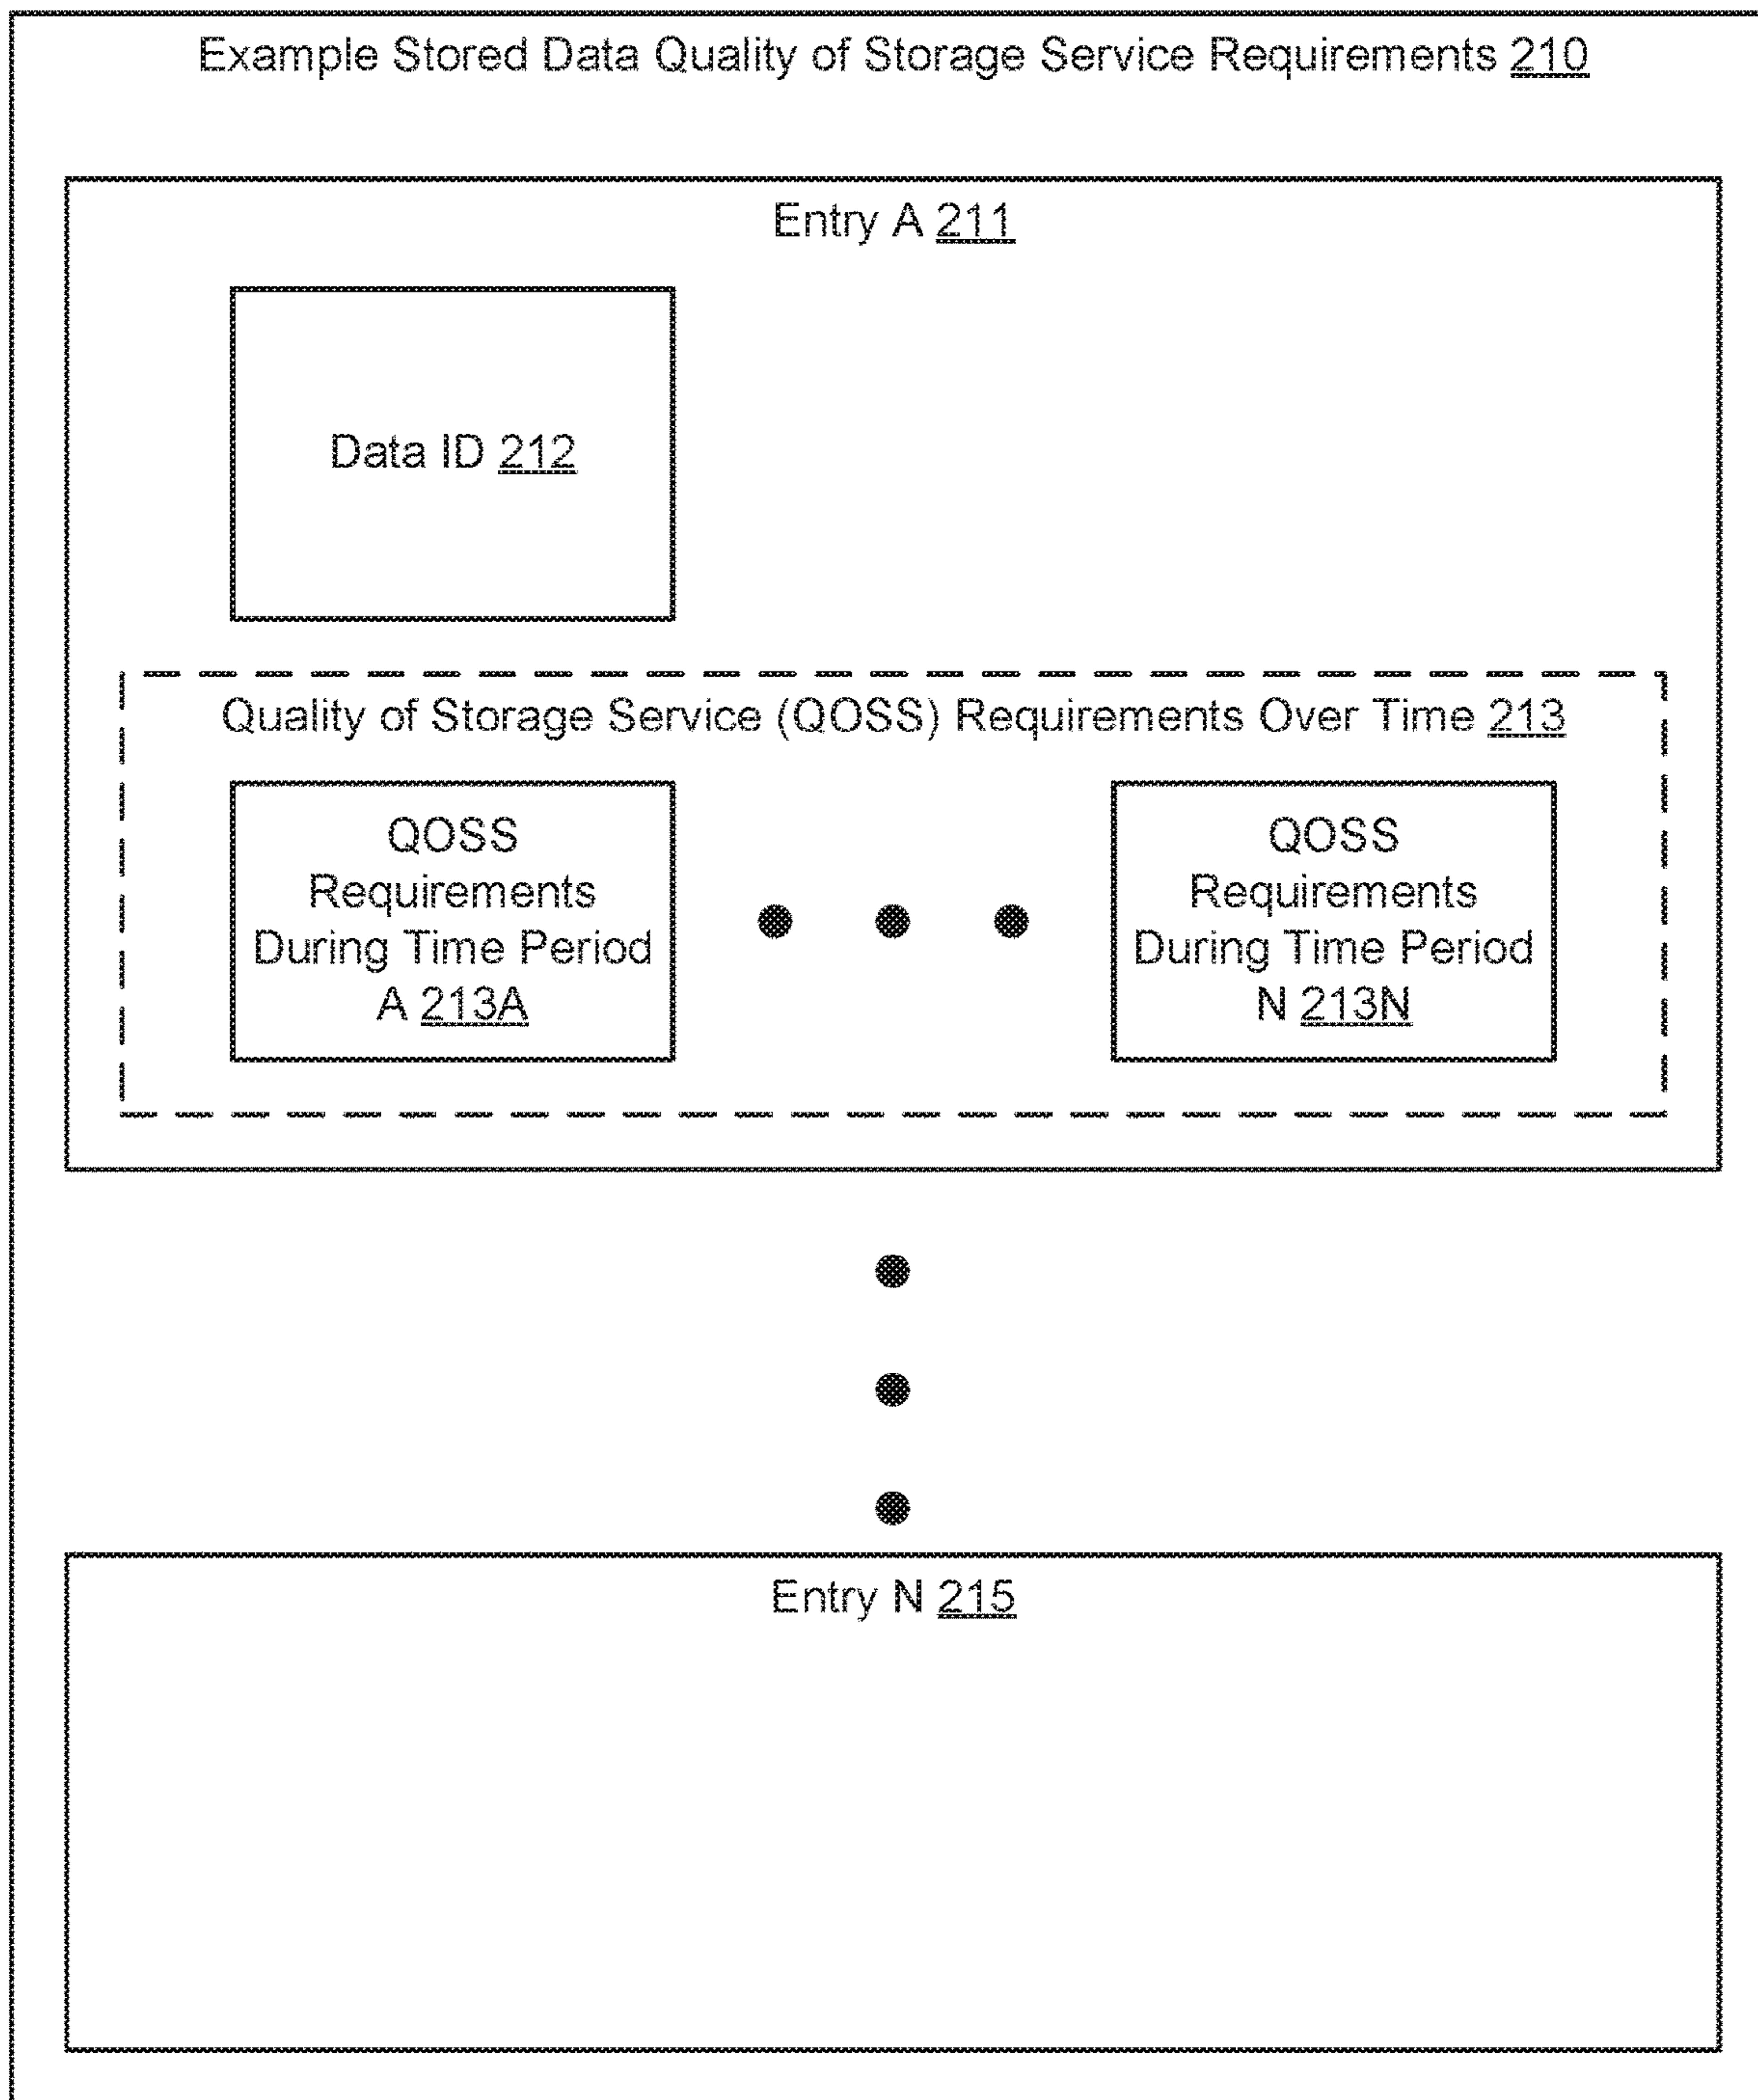 Example Stored Data Quality of Storage Service Requirements 210
Entry A 211
Data ID 212
Quality of Storage Service (QOSS) Requirements Over Time 213
QOSS
Requirements
During Time Period
A 213A
QOSS
Requirements
During Time Period
N 213N
Entry N 215